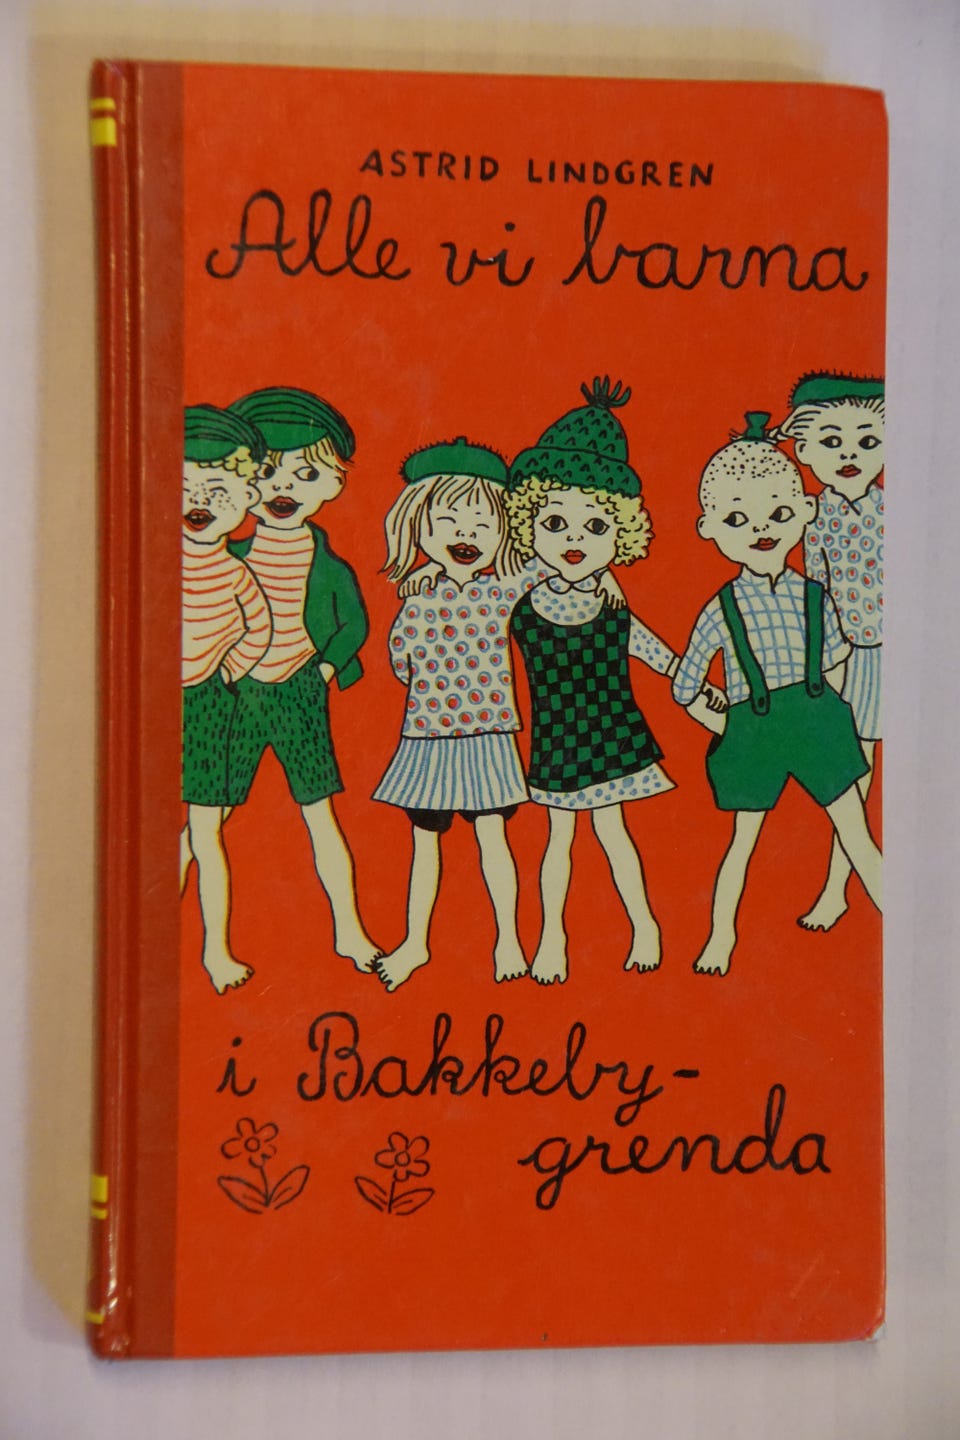 ASTRID LINDGREN
Alle vi barna
i Bakkeby-
grenda